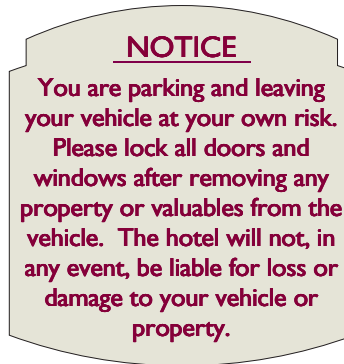 NOTICE
You are parking and leaving
your vehicle at your own risk.
Please lock all doors and
windows after removing any
property or valuables from the
vehicle.  The hotel will not, in
any event, be liable for loss or
damage to your vehicle or
property.